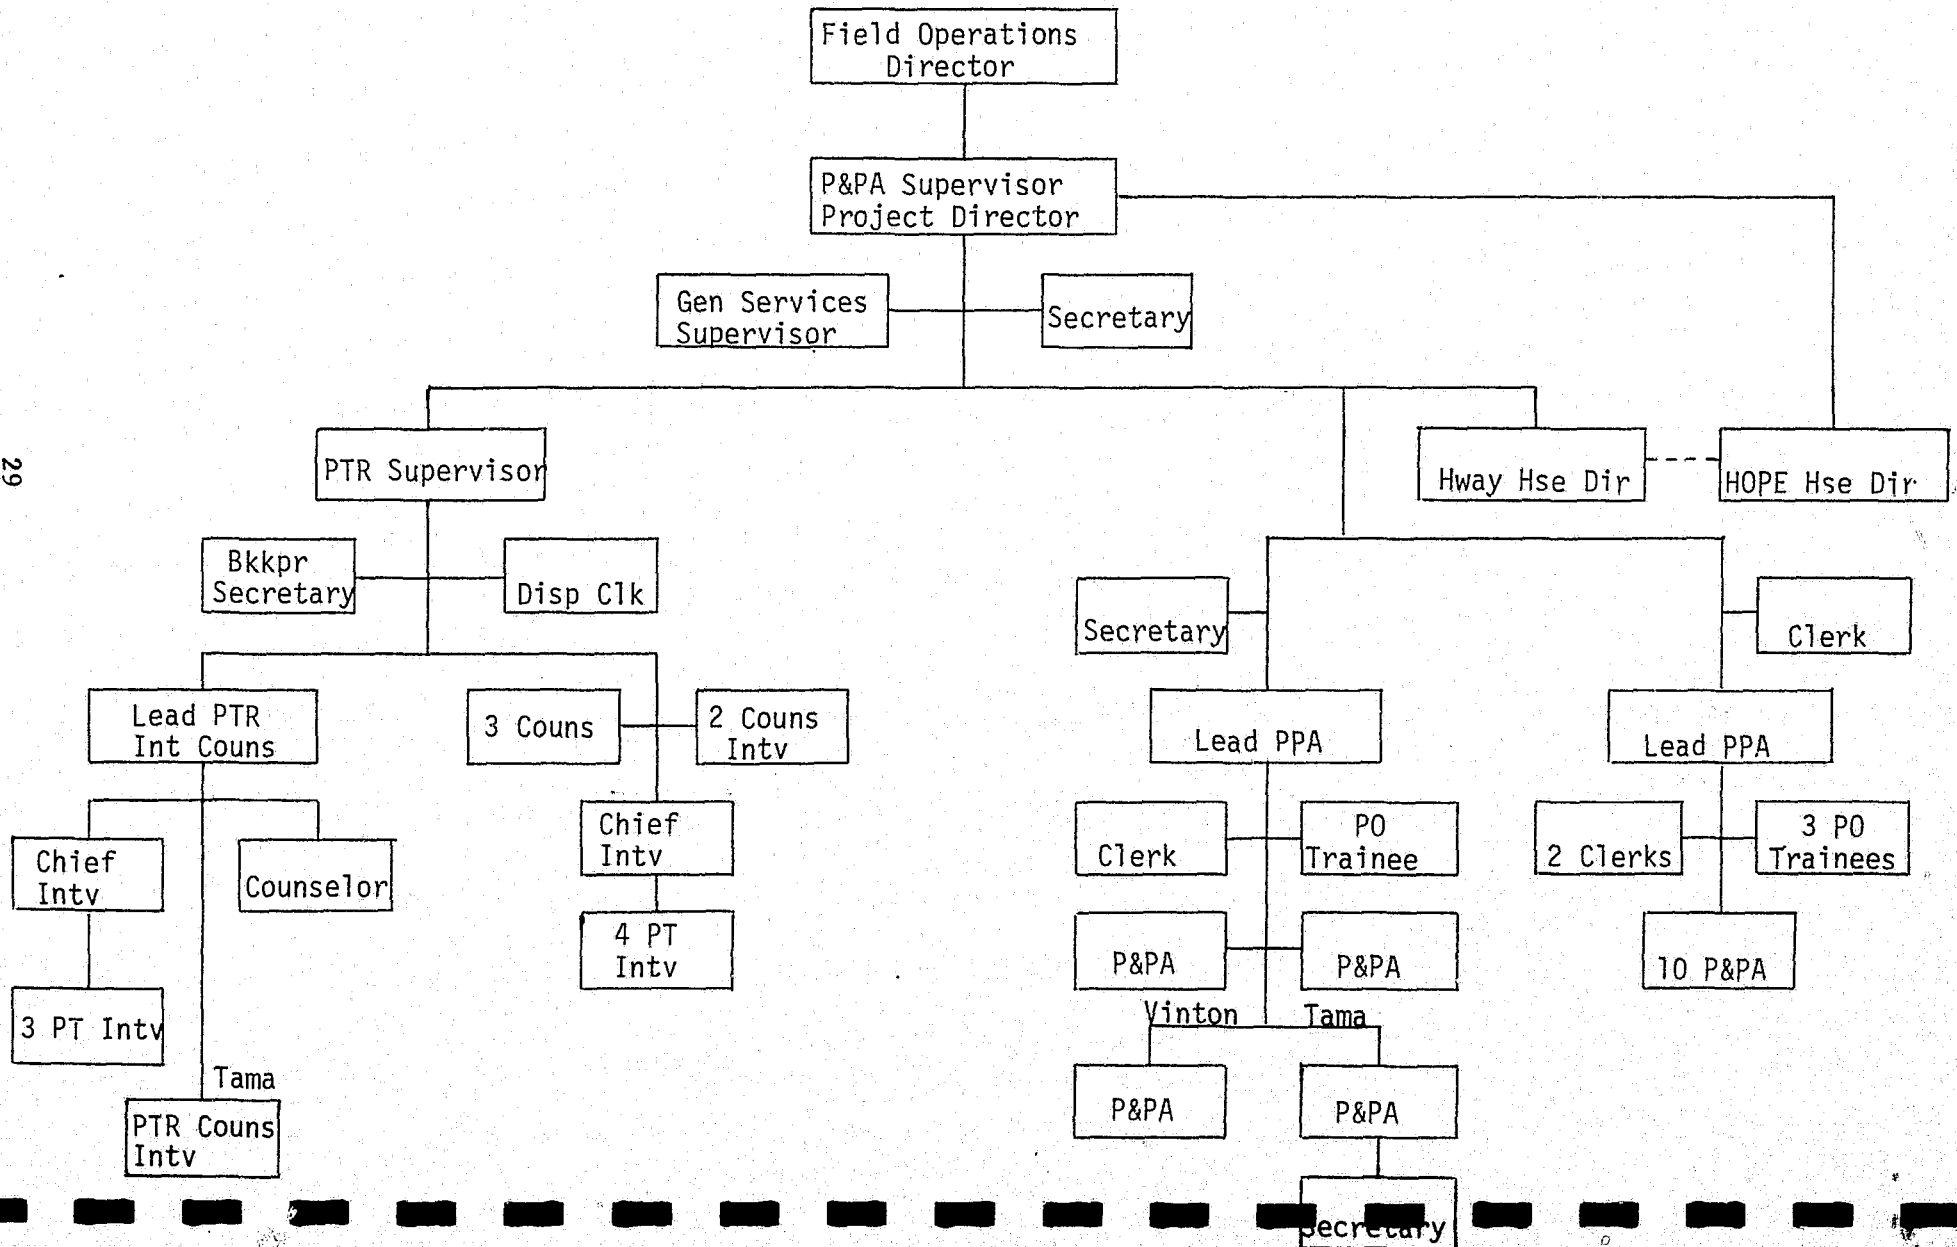 Field Operations
Director
P&PA Supervisor
Project Director
Gen Services
Supervisor
Secretary
PTR Supervisor
Hway Hse Dir
HOPE Hse Dir
29
Bkkpr
Secretary
Disp Clk
Secretary
Clerk
Lead PTR
Int Couns
3 Couns
2 Couns
Intv
Lead PPA
Lead PPA
Chief
Intv
Counselor
Chief
Intv
Clerk
PO
Trainee
2 Clerks
3 PO
Trainees
4 PT
Intv
P&PA
P&PA
10 P&PA
3 PT Intv
Vinton
Tama
Tama
PTR Couns
Intv
P&PA
P&PA
Secretary